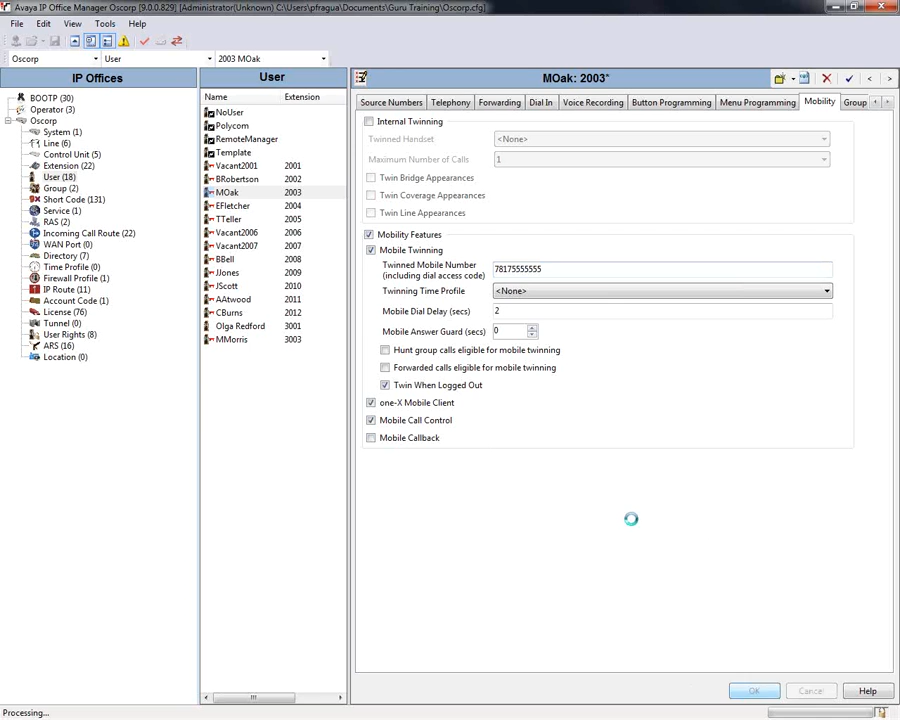 Avaya IP Office Manager Oscorp [9.0.0.829] [Administrator(Unknown) C:\Users\pfragua\Documents\Guru Training\Oscorp.cfg]
File Edit View Tools Help
Oscorp User 2003 MOak
IP Offices
BOOTP (30)
Operator (3)
Oscorp
System (1)
Line (6)
Control Unit (5)
Extension (22)
User (18)
Group (2)
Short Code (131)
Service (1)
RAS (2)
Incoming Call Route (22)
WAN Port (0)
Directory (7)
Time Profile (0)
Firewall Profile (1)
IP Route (11)
Account Code (1)
License (76)
Tunnel (0)
User Rights (8)
ARS (16)
Location (0)
User
Name Extension
NoUser
Polycom
RemoteManager
Template
Vacant2001 2001
BRobertson 2002
MOak 2003
EFletcher 2004
TTeller 2005
Vacant2006 2006
Vacant2007 2007
BBell 2008
JJones 2009
JScott 2010
AAtwood 2011
CBurns 2012
Olga Redford 3001
MMorris 3003
MOak: 2003*
Source Numbers Telephony Forwarding Dial In Voice Recording Button Programming Menu Programming Mobility Group
Internal Twinning
Twinned Handset <None>
Maximum Number of Calls 1
Twin Bridge Appearances
Twin Coverage Appearances
Twin Line Appearances
Mobility Features
Mobile Twinning
Twinned Mobile Number
(including dial access code) 78175555555
Twinning Time Profile <None>
Mobile Dial Delay (secs) 2
Mobile Answer Guard (secs) 0
Hunt group calls eligible for mobile twinning
Forwarded calls eligible for mobile twinning
Twin When Logged Out
one-X Mobile Client
Mobile Call Control
Mobile Callback
OK Cancel Help
Processing...